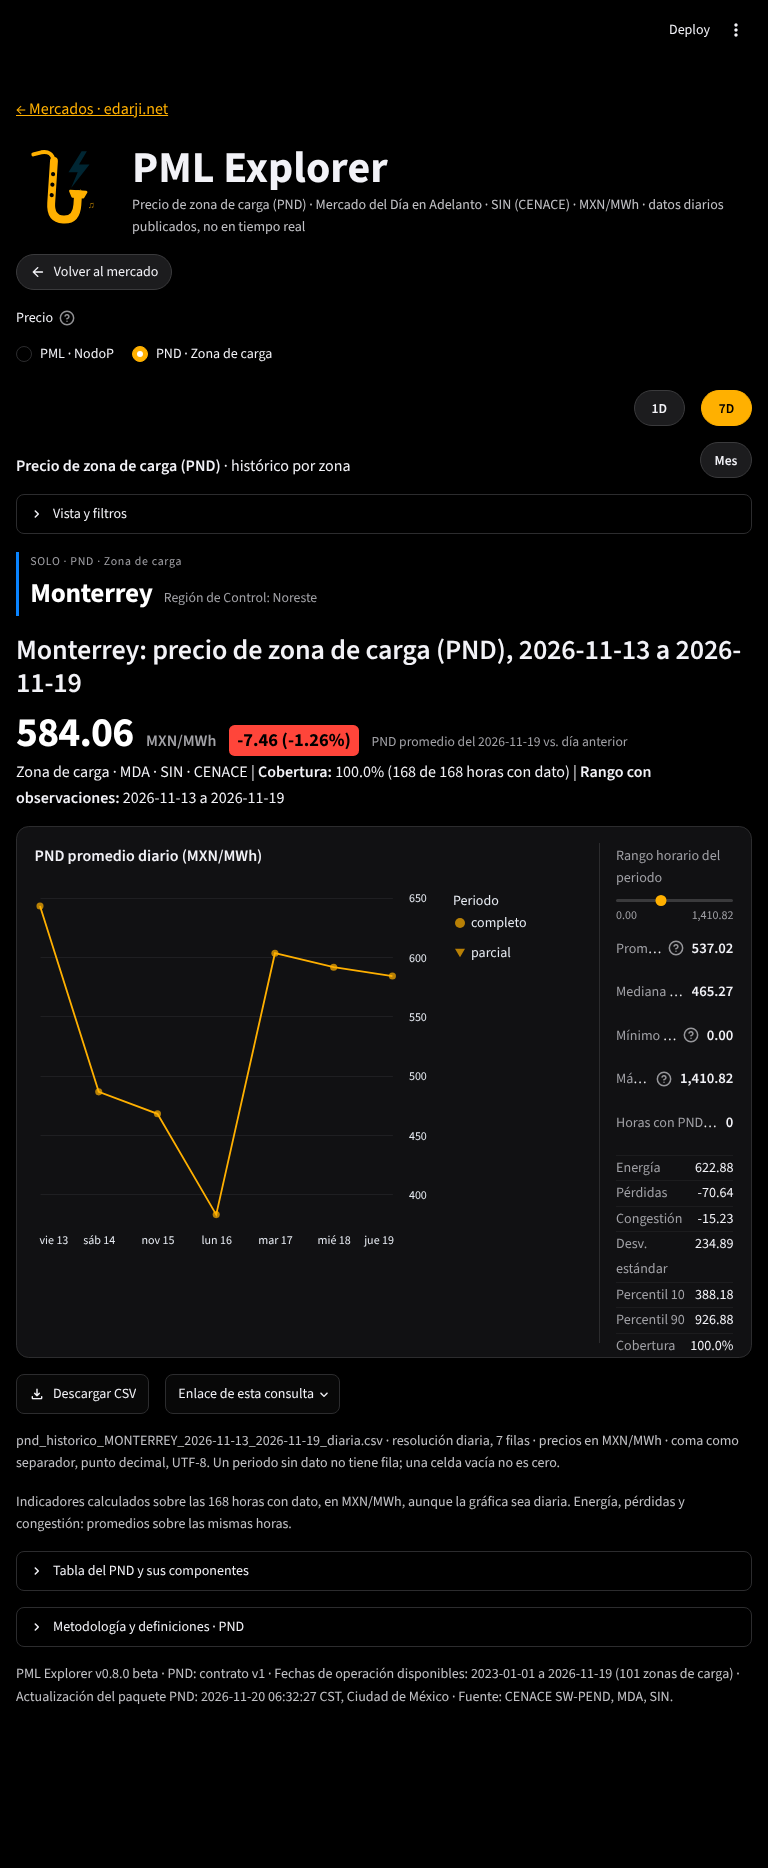 Deploy
← Mercados · edarji.net
PML Explorer
Precio de zona de carga (PND) · Mercado del Día en Adelanto · SIN (CENACE) · MXN/MWh · datos diarios
publicados, no en tiempo real
Volver al mercado
Precio
PML · NodoP
PND · Zona de carga
1D
7D
Mes
Precio de zona de carga (PND) · histórico por zona
Vista y filtros
SOLO · PND · Zona de carga
Monterrey Región de Control: Noreste
Monterrey: precio de zona de carga (PND), 2026-11-13 a 2026-
11-19
584.06 MXN/MWh -7.46 (-1.26%) PND promedio del 2026-11-19 vs. día anterior
Zona de carga · MDA · SIN · CENACE | Cobertura: 100.0% (168 de 168 horas con dato) | Rango con
observaciones: 2026-11-13 a 2026-11-19
PND promedio diario (MXN/MWh)
650
600
550
500
450
400
vie 13 sáb 14 nov 15 lun 16 mar 17 mié 18 jue 19
Periodo
completo
parcial
Rango horario del
periodo
0.00 1,410.82
Prom... 537.02
Mediana ... 465.27
Mínimo ... 0.00
Má... 1,410.82
Horas con PND... 0
Energía 622.88
Pérdidas -70.64
Congestión -15.23
Desv. 234.89
estándar
Percentil 10 388.18
Percentil 90 926.88
Cobertura 100.0%
Descargar CSV
Enlace de esta consulta
pnd_historico_MONTERREY_2026-11-13_2026-11-19_diaria.csv · resolución diaria, 7 filas · precios en MXN/MWh · coma como
separador, punto decimal, UTF-8. Un periodo sin dato no tiene fila; una celda vacía no es cero.
Indicadores calculados sobre las 168 horas con dato, en MXN/MWh, aunque la gráfica sea diaria. Energía, pérdidas y
congestión: promedios sobre las mismas horas.
Tabla del PND y sus componentes
Metodología y definiciones · PND
PML Explorer v0.8.0 beta · PND: contrato v1 · Fechas de operación disponibles: 2023-01-01 a 2026-11-19 (101 zonas de carga) ·
Actualización del paquete PND: 2026-11-20 06:32:27 CST, Ciudad de México · Fuente: CENACE SW-PEND, MDA, SIN.